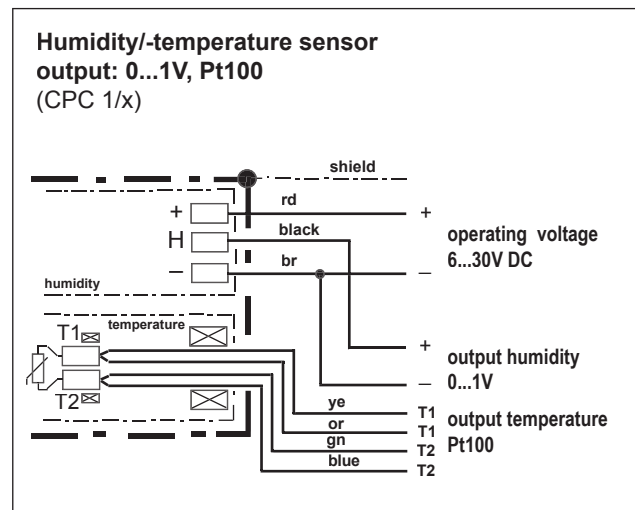 Humidity/-temperature sensor
output: 0...1V, Pt100
(CPC 1/x)
shield
rd
+
+
black
H
operating voltage
6...30V DC
br
–
–
humidity
temperature
T1
T2
+
output humidity
0...1V
–
ye
T1
or
T1
output temperature
Pt100
gn
T2
blue
T2